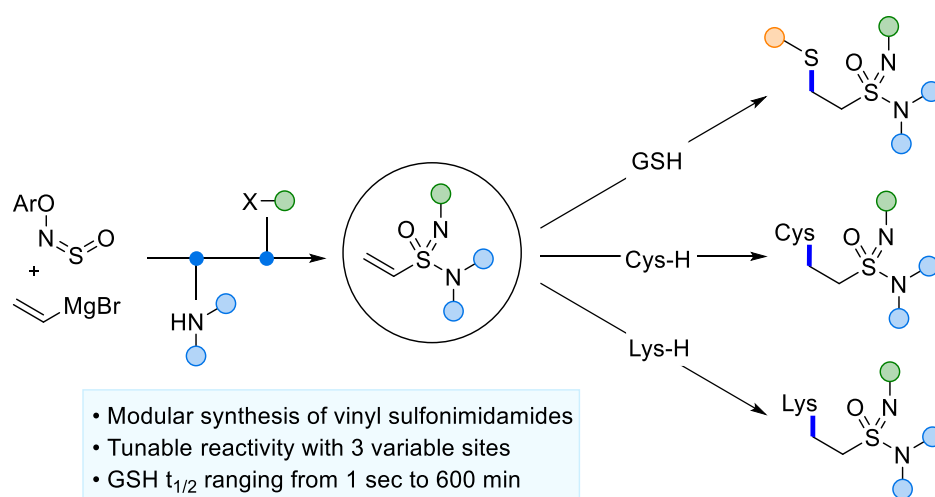 ArO
N
S
O
+
MgBr
X
HN
O
N
S
N
GSH
Cys-H
Lys-H
S
O
N
S
N
Cys
O
N
S
N
Lys
O
N
S
N
• Modular synthesis of vinyl sulfonimidamides
• Tunable reactivity with 3 variable sites
• GSH t1/2 ranging from 1 sec to 600 min